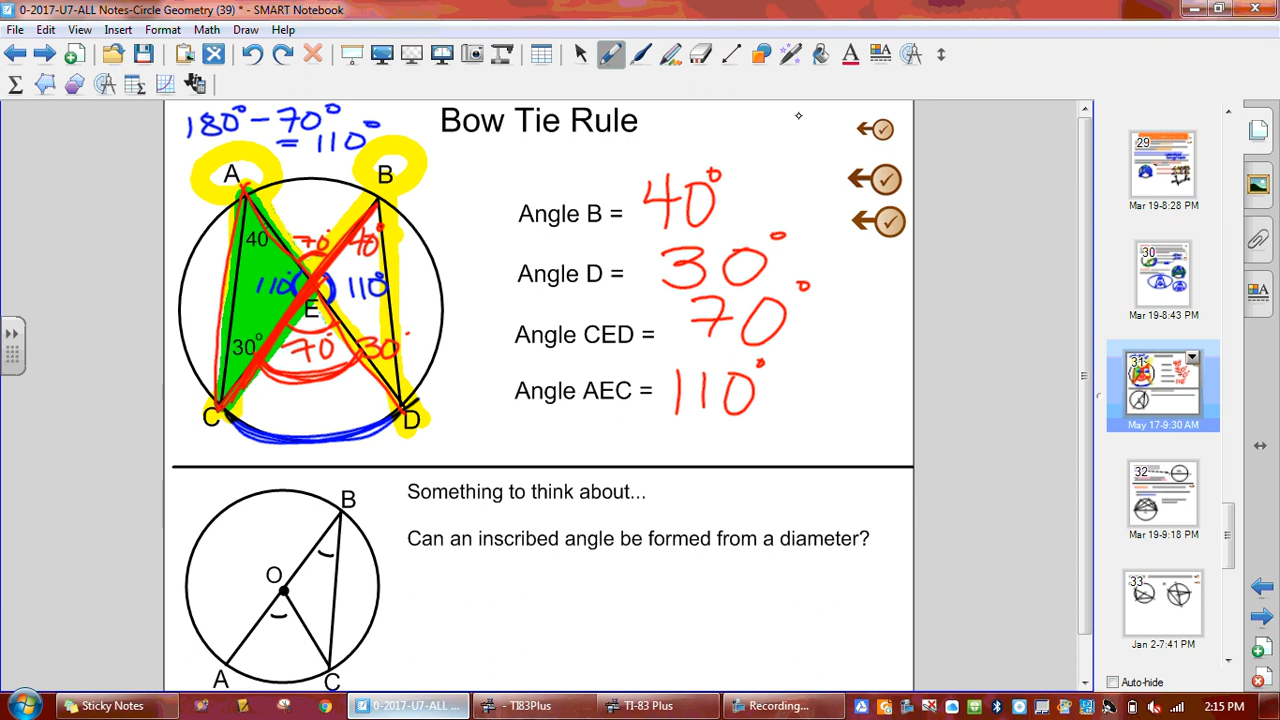 0-2017-U7-ALL Notes-Circle Geometry (39) * - SMART Notebook
File Edit View Insert Format Math Draw Help
180° - 70°
= 110°
Bow Tie Rule
A
B
40
70°
40°
110°
110°
E
30°
70°
30°
C
D
Angle B = 40°
Angle D = 30°
Angle CED = 70°
Angle AEC = 110°
Something to think about...
Can an inscribed angle be formed from a diameter?
B
O
A
C
29
Mar 19-8:28 PM
30
Mar 19-8:43 PM
31
May 17-9:30 AM
32
Mar 19-9:18 PM
33
Jan 2-7:41 PM
Auto-hide
Sticky Notes
0-2017-U7-ALL ...
- TI83Plus
TI-83 Plus
Recording...
2:15 PM